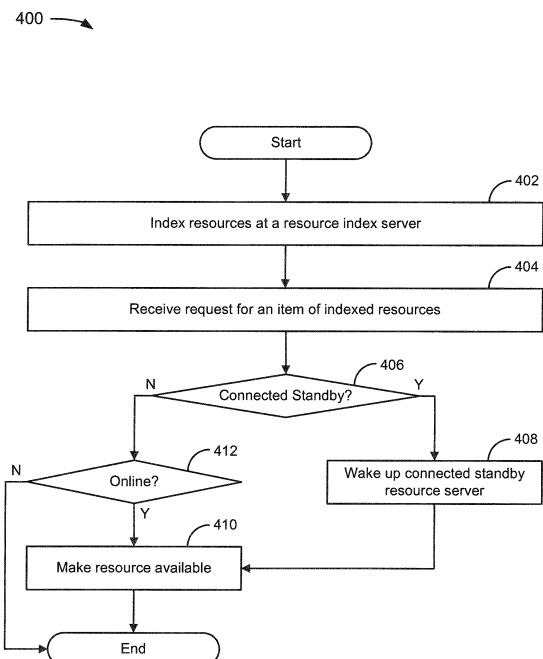 400
Start
402
Index resources at a resource index server
404
Receive request for an item of indexed resources
406
N
Connected Standby?
Y
408
Wake up connected standby
resource server
412
N
Online?
Y
410
Make resource available
End